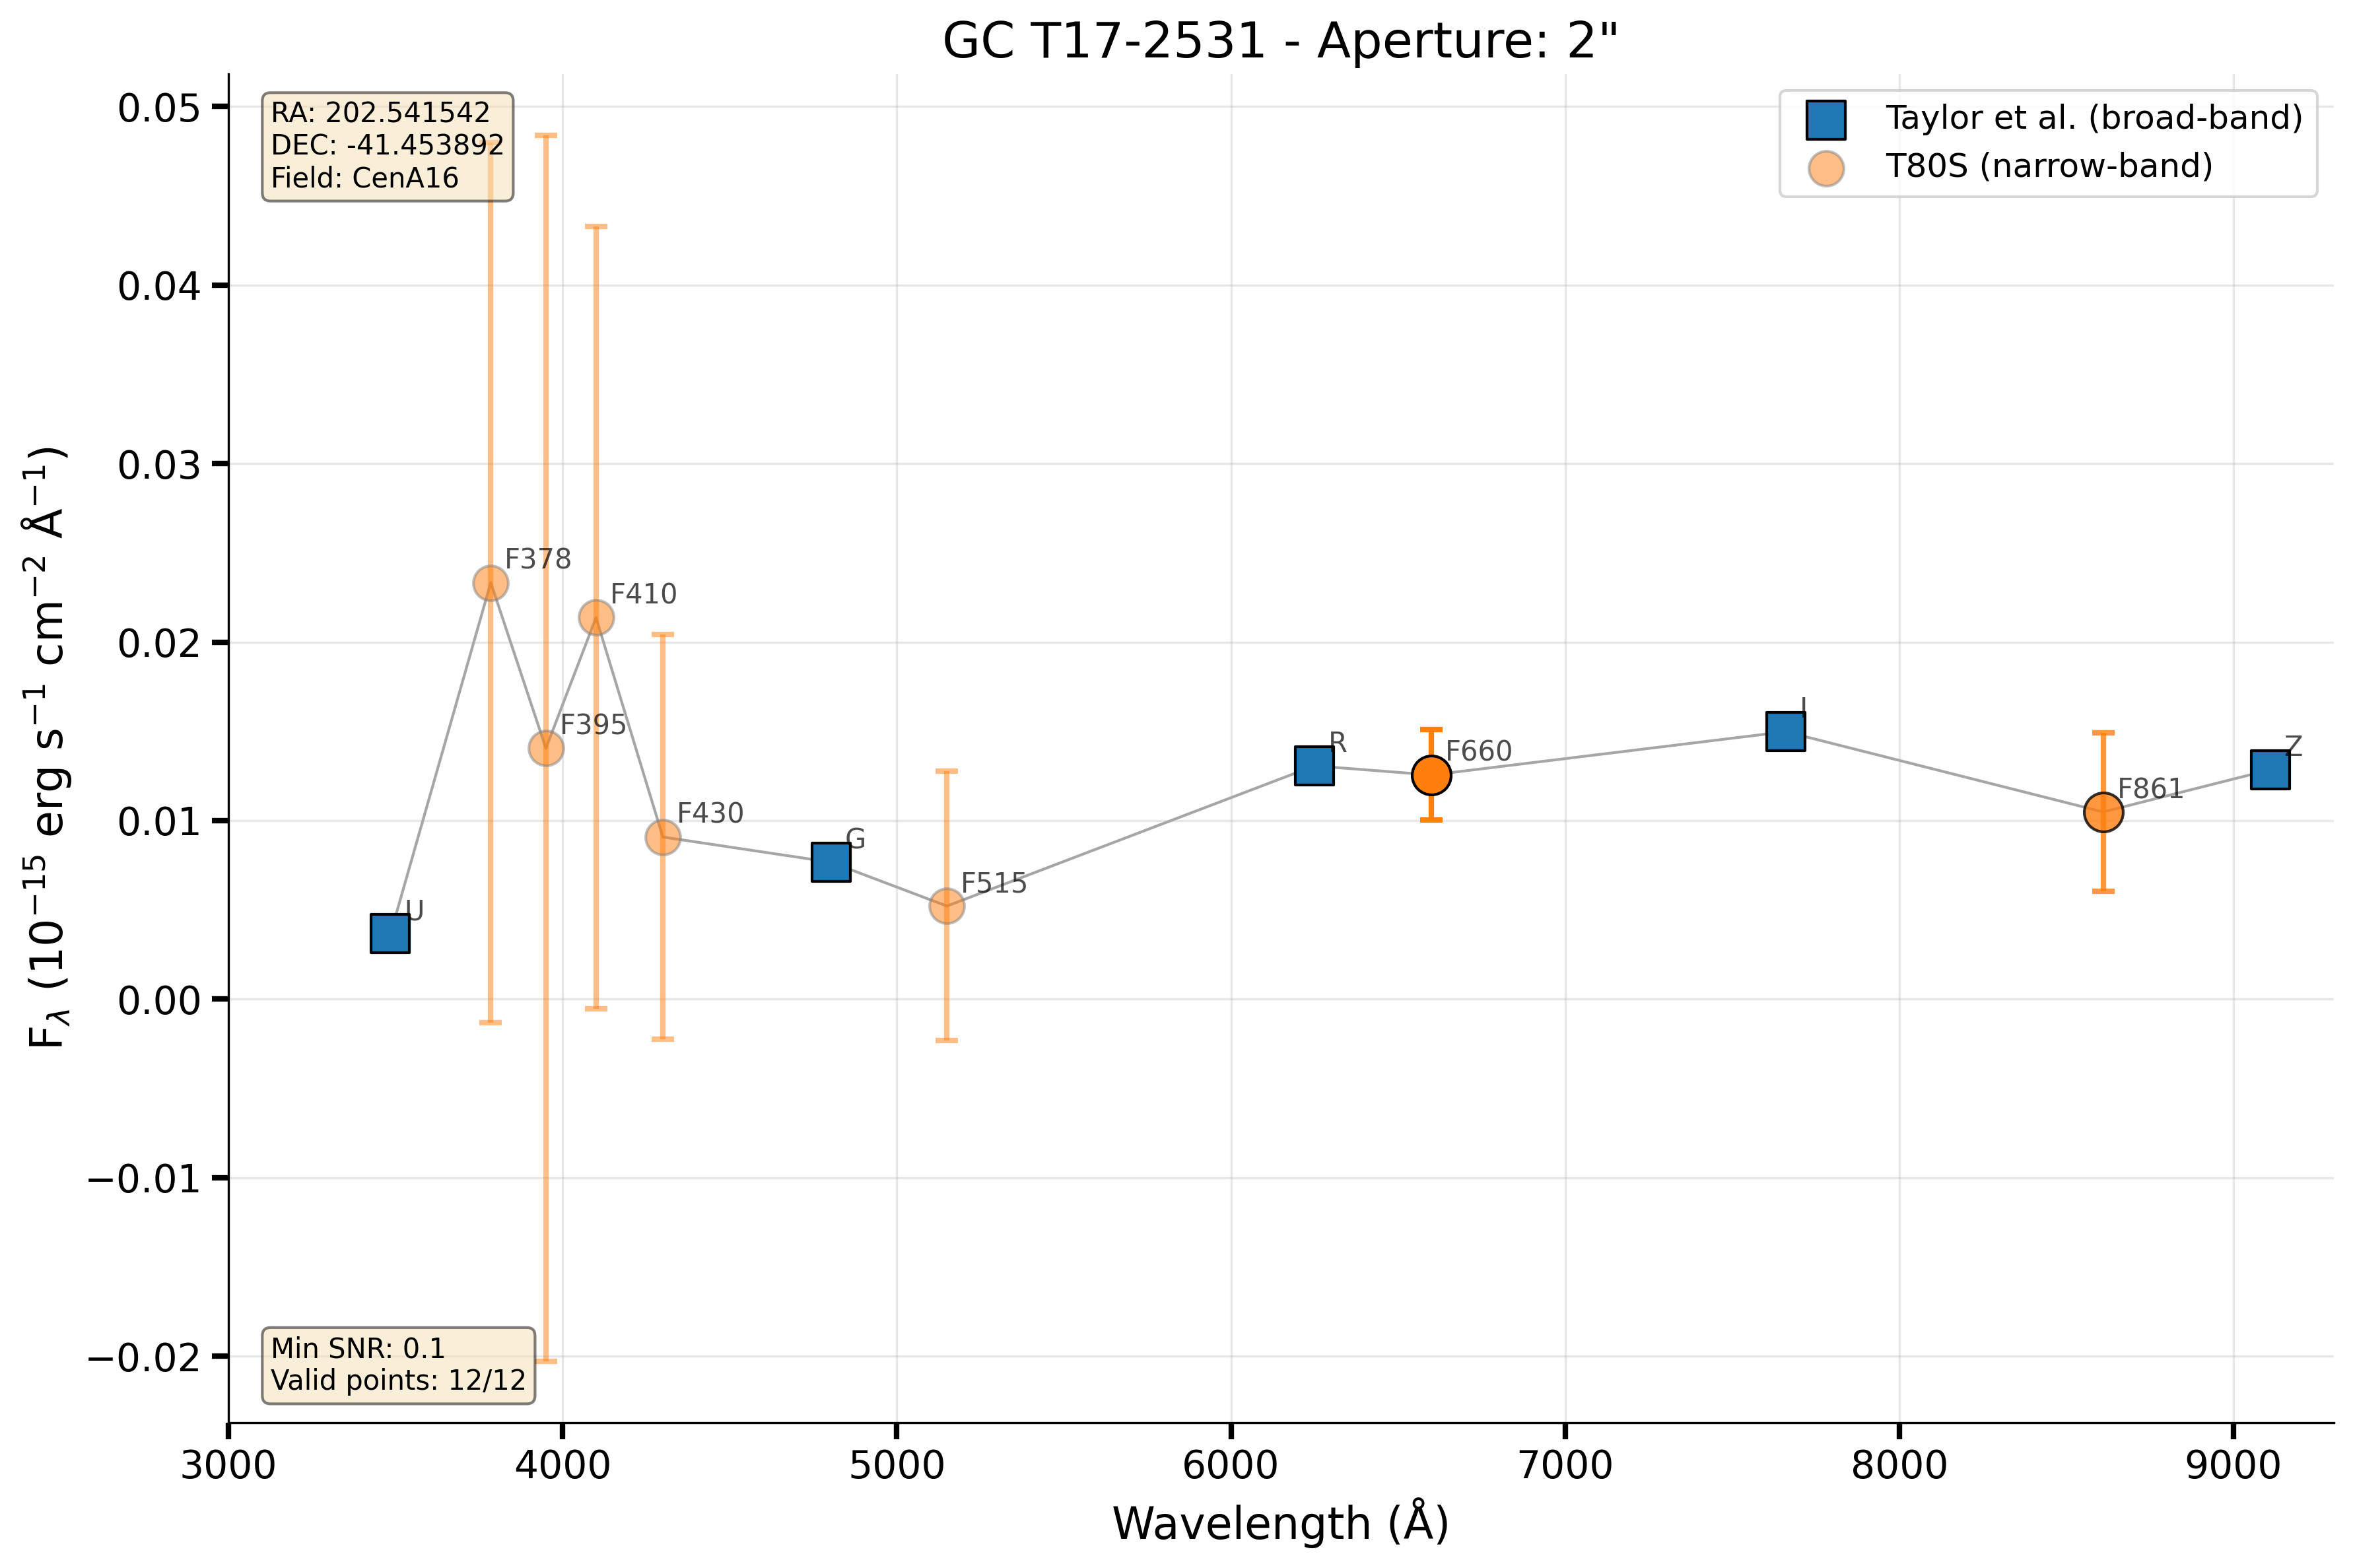 GC T17-2531 - Aperture: 2"
RA: 202.541542
DEC: -41.453892
Field: CenA16
Taylor et al. (broad-band)
T80S (narrow-band)
0.05
0.04
0.03
0.02
0.01
0.00
−0.01
−0.02
F_λ (10⁻¹⁵ erg s⁻¹ cm⁻² Å⁻¹)
U
F378
F395
F410
F430
G
F515
R
F660
I
F861
Z
Min SNR: 0.1
Valid points: 12/12
3000 4000 5000 6000 7000 8000 9000
Wavelength (Å)